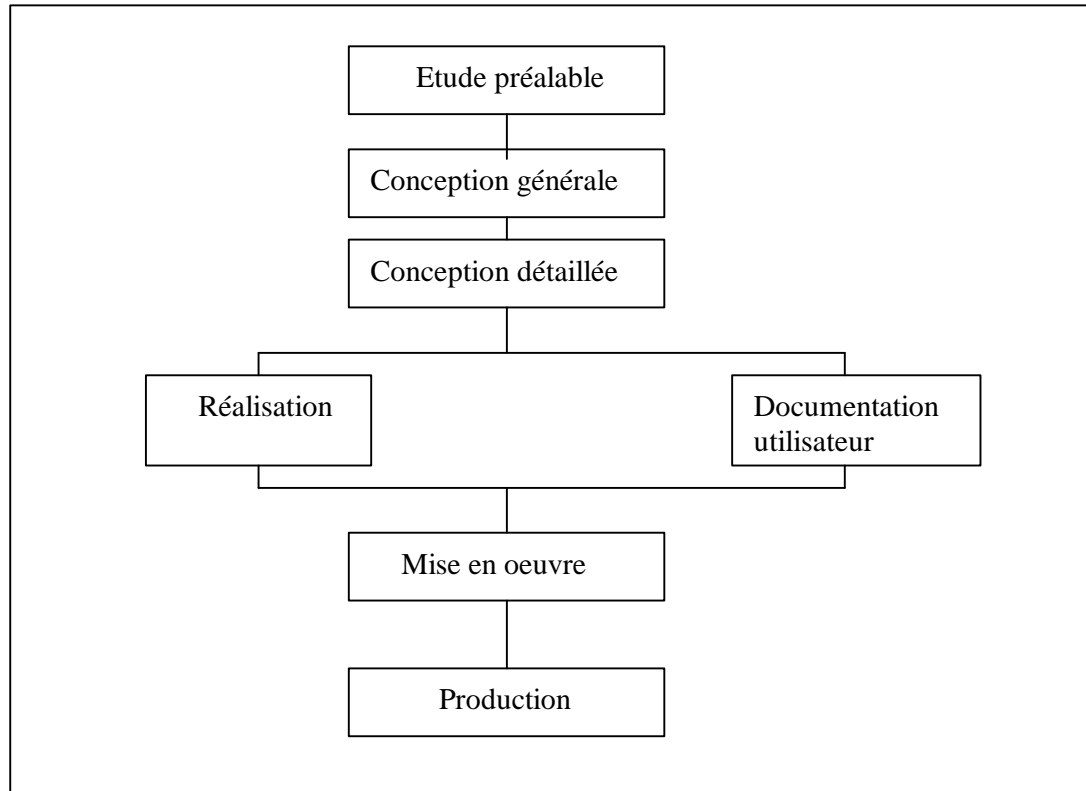 Etude préalable
Conception générale
Conception détaillée
Réalisation
Documentation
utilisateur
Mise en oeuvre
Production